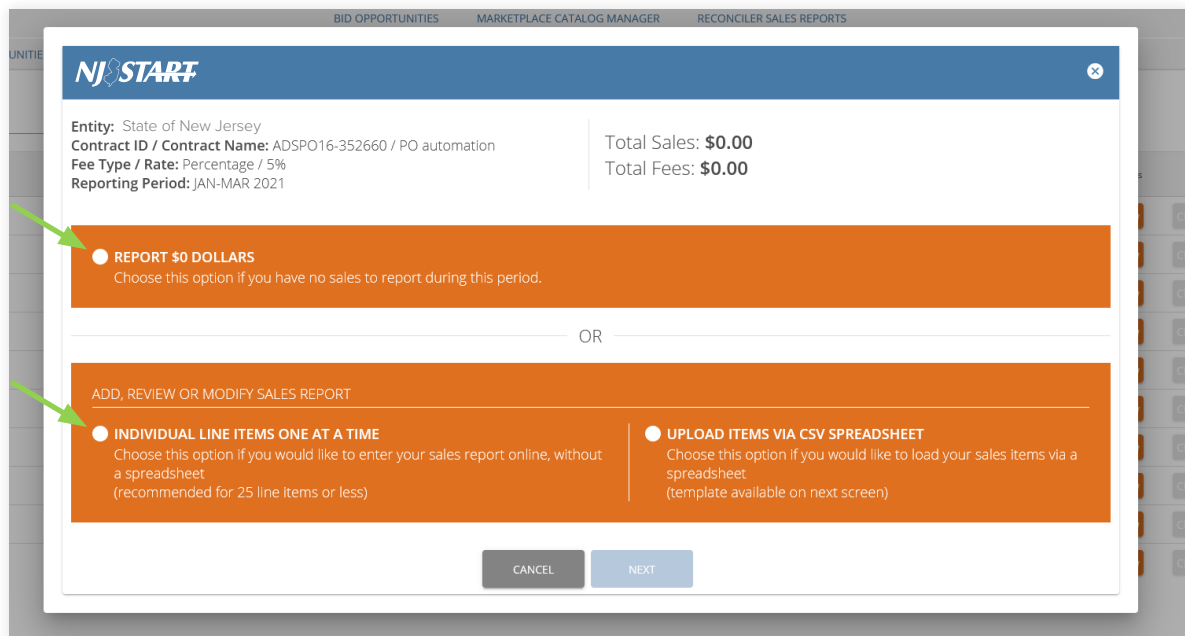 BID OPPORTUNITIES MARKETPLACE CATALOG MANAGER RECONCILER SALES REPORTS
UNITIE
NJ START
Entity: State of New Jersey
Contract ID / Contract Name: ADSPO16-352660 / PO automation
Fee Type / Rate: Percentage / 5%
Reporting Period: JAN-MAR 2021
Total Sales: $0.00
Total Fees: $0.00
REPORT $0 DOLLARS
Choose this option if you have no sales to report during this period.
OR
ADD, REVIEW OR MODIFY SALES REPORT
INDIVIDUAL LINE ITEMS ONE AT A TIME
Choose this option if you would like to enter your sales report online, without
a spreadsheet
(recommended for 25 line items or less)
UPLOAD ITEMS VIA CSV SPREADSHEET
Choose this option if you would like to load your sales items via a
spreadsheet
(template available on next screen)
CANCEL NEXT